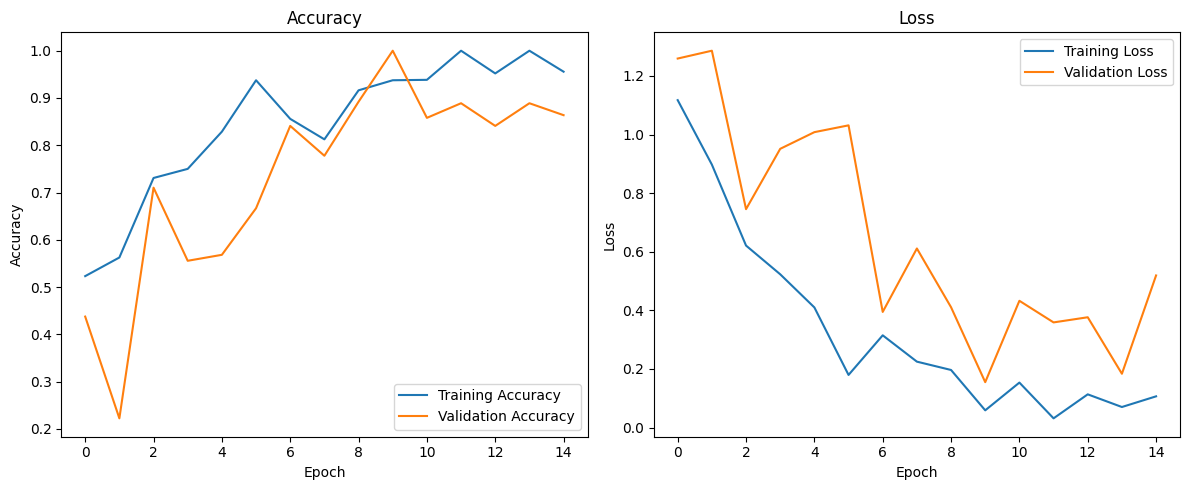 Accuracy
Accuracy
1.0
0.9
0.8
0.7
0.6
0.5
0.4
0.3
0.2
Training Accuracy
Validation Accuracy
0 2 4 6 8 10 12 14
Epoch
Loss
Loss
1.2
1.0
0.8
0.6
0.4
0.2
0.0
Training Loss
Validation Loss
0 2 4 6 8 10 12 14
Epoch